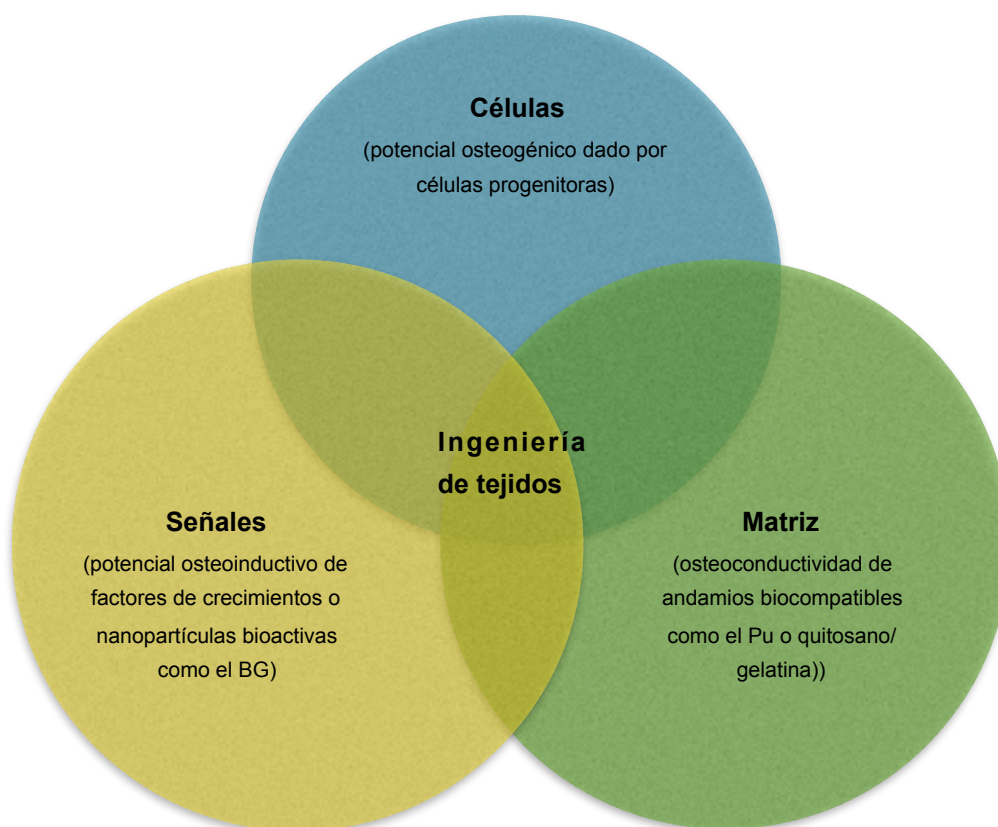 Células
(potencial osteogénico dado por
células progenitoras)
Ingeniería
de tejidos
Señales
(potencial osteoinductivo de
factores de crecimientos o
nanopartículas bioactivas
como el BG)
Matriz
(osteoconductividad de
andamios biocompatibles
como el Pu o quitosano/
gelatina))